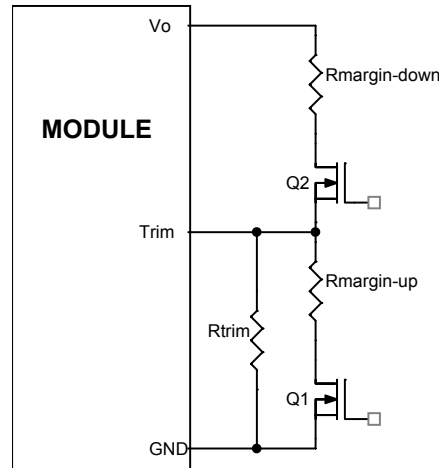 Vo
Rmargin-down
MODULE
Q2
Trim
Rmargin-up
Rtrim
Q1
GND